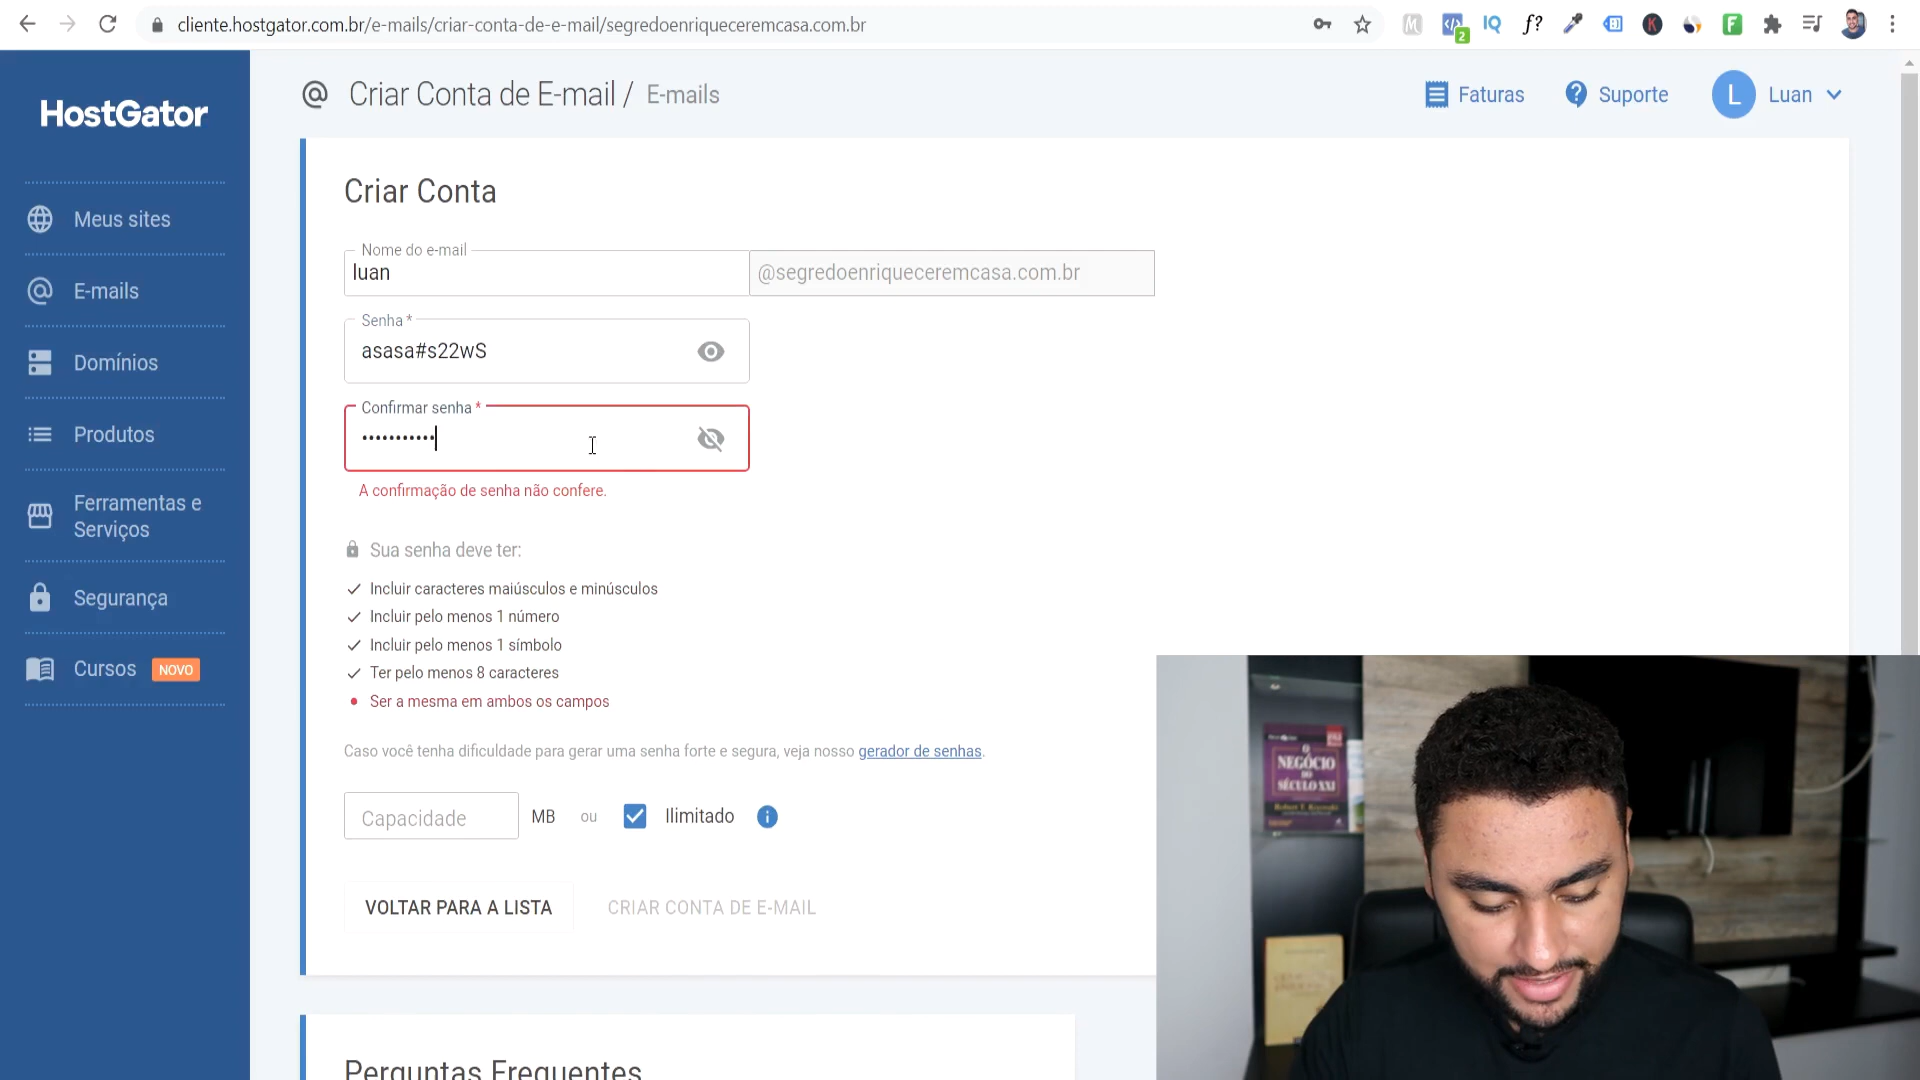 cliente.hostgator.com.br/e-mails/criar-conta-de-e-mail/segredoenriqueceremcasa.com.br
HostGator
Criar Conta de E-mail / E-mails
Faturas
Suporte
L
Luan
Meus sites
E-mails
Domínios
Produtos
Ferramentas e
Serviços
Segurança
Cursos NOVO
Criar Conta
Nome do e-mail
luan
@segredoenriqueceremcasa.com.br
Senha *
asasa#s22wS
Confirmar senha *
•••••••••••
A confirmação de senha não confere.
Sua senha deve ter:
Incluir caracteres maiúsculos e minúsculos
Incluir pelo menos 1 número
Incluir pelo menos 1 símbolo
Ter pelo menos 8 caracteres
Ser a mesma em ambos os campos
Caso você tenha dificuldade para gerar uma senha forte e segura, veja nosso gerador de senhas.
Capacidade MB ou Ilimitado
VOLTAR PARA A LISTA
CRIAR CONTA DE E-MAIL
Perguntas Frequentes
O
NEGÓCIO
DO
SÉCULO XXI